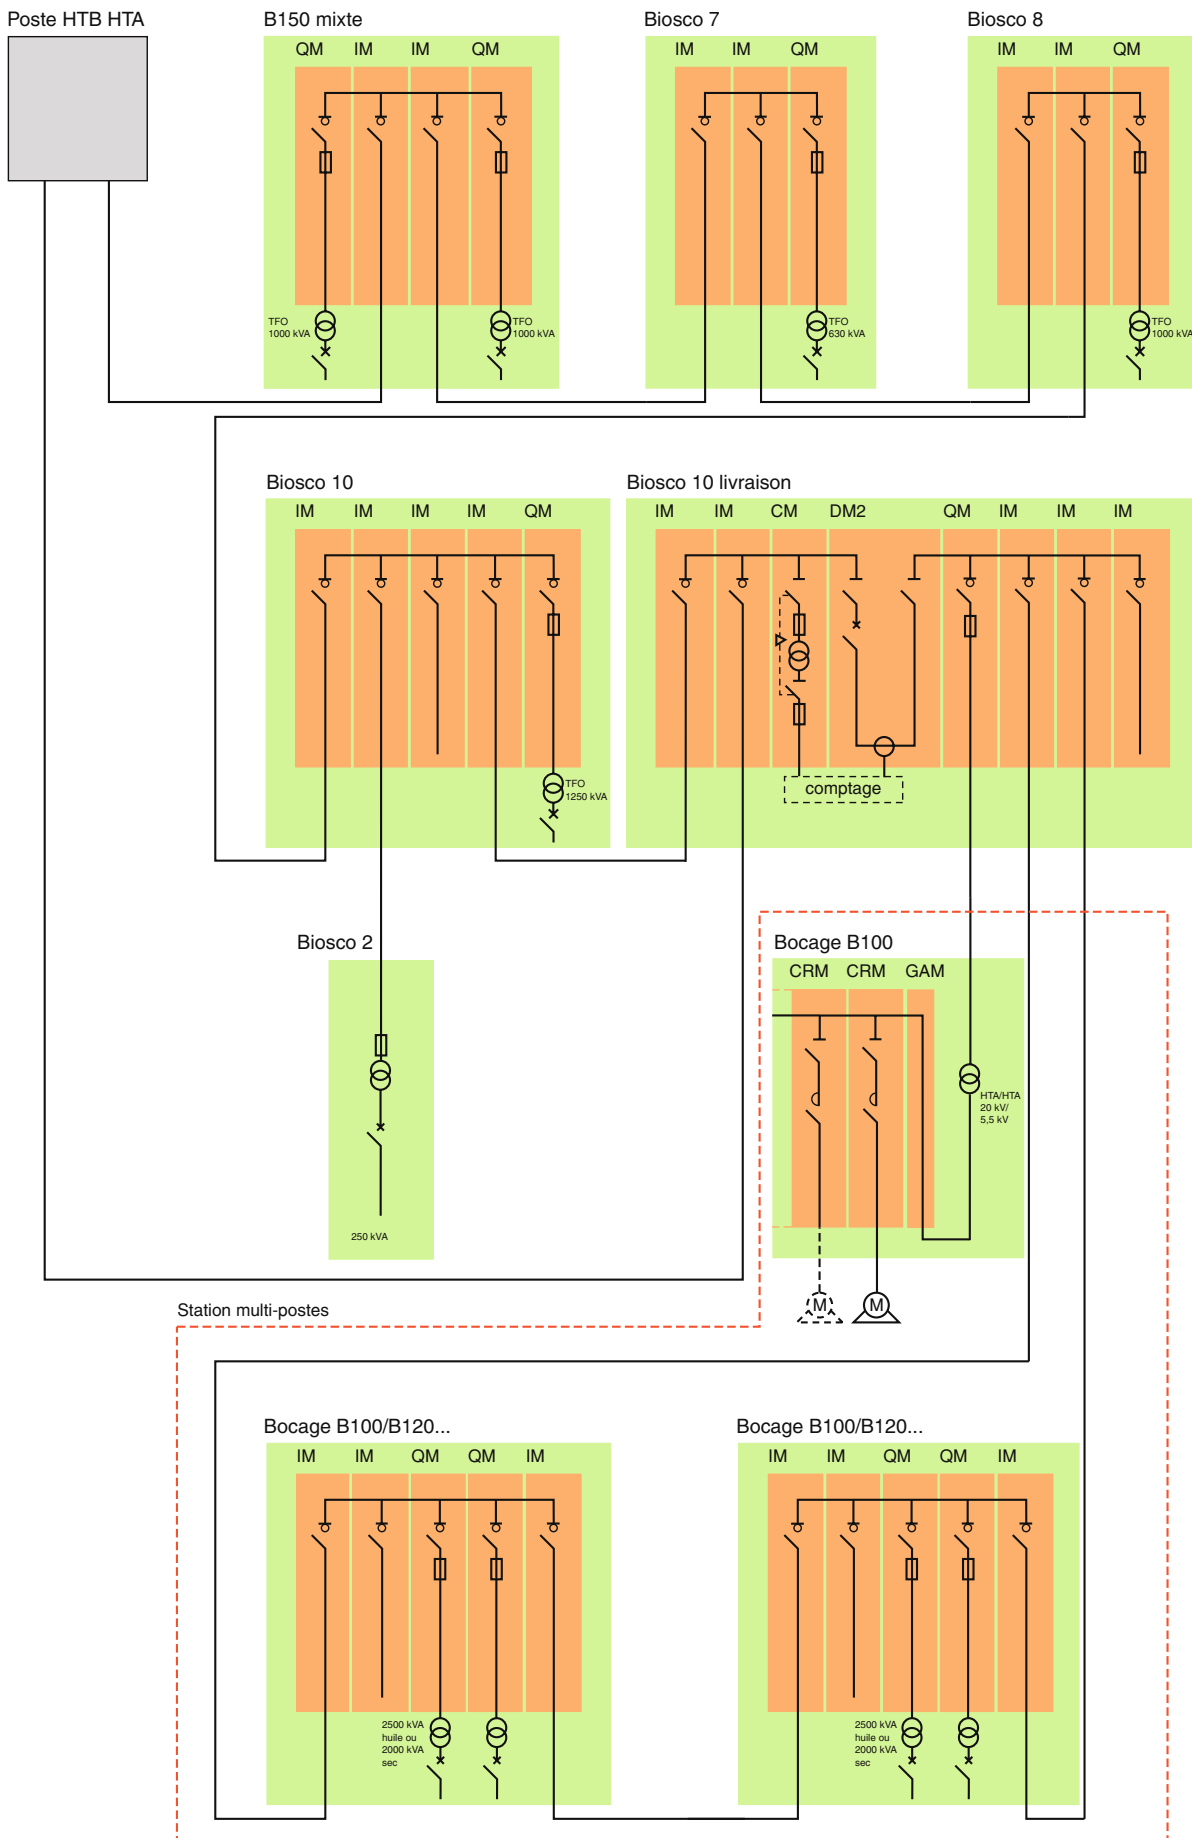 Poste HTB HTA
B150 mixte
Biosco 7
Biosco 8
QM IM IM QM
IM IM QM
IM IM QM
TFO
1000 kVA
TFO
1000 kVA
TFO
630 kVA
TFO
1000 kVA
Biosco 10
Biosco 10 livraison
IM IM IM IM QM
IM IM CM DM2 QM IM IM IM
TFO
1250 kVA
comptage
Biosco 2
250 kVA
Bocage B100
CRM CRM GAM
HTA/HTA
20 kV/
5,5 kV
M
M
Station multi-postes
Bocage B100/B120...
IM IM QM QM IM
2500 kVA
huile ou
2000 kVA
sec
Bocage B100/B120...
IM IM QM QM IM
2500 kVA
huile ou
2000 kVA
sec